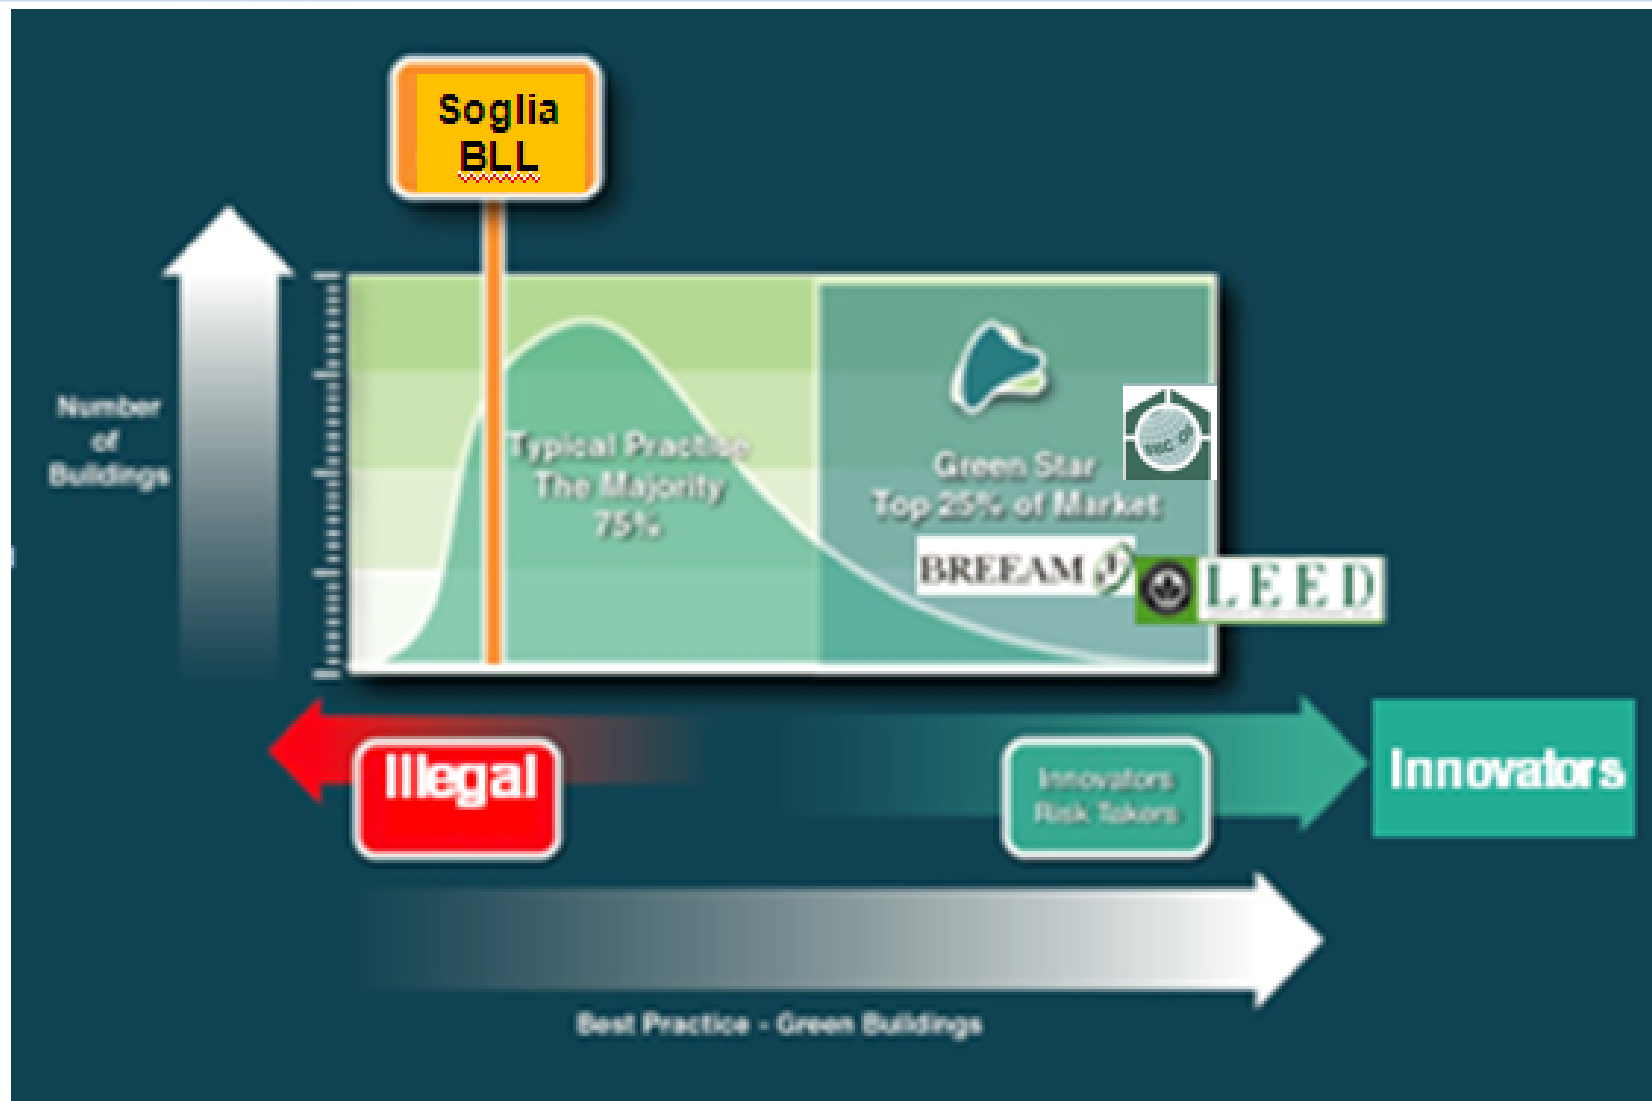 Soglia
BLL
Number
of
Buildings
Typical Practice
The Majority
75%
Green Star
Top 25% of Market
BREEAM
LEED
Illegal
Innovators
Risk Takers
Innovators
Best Practice - Green Buildings